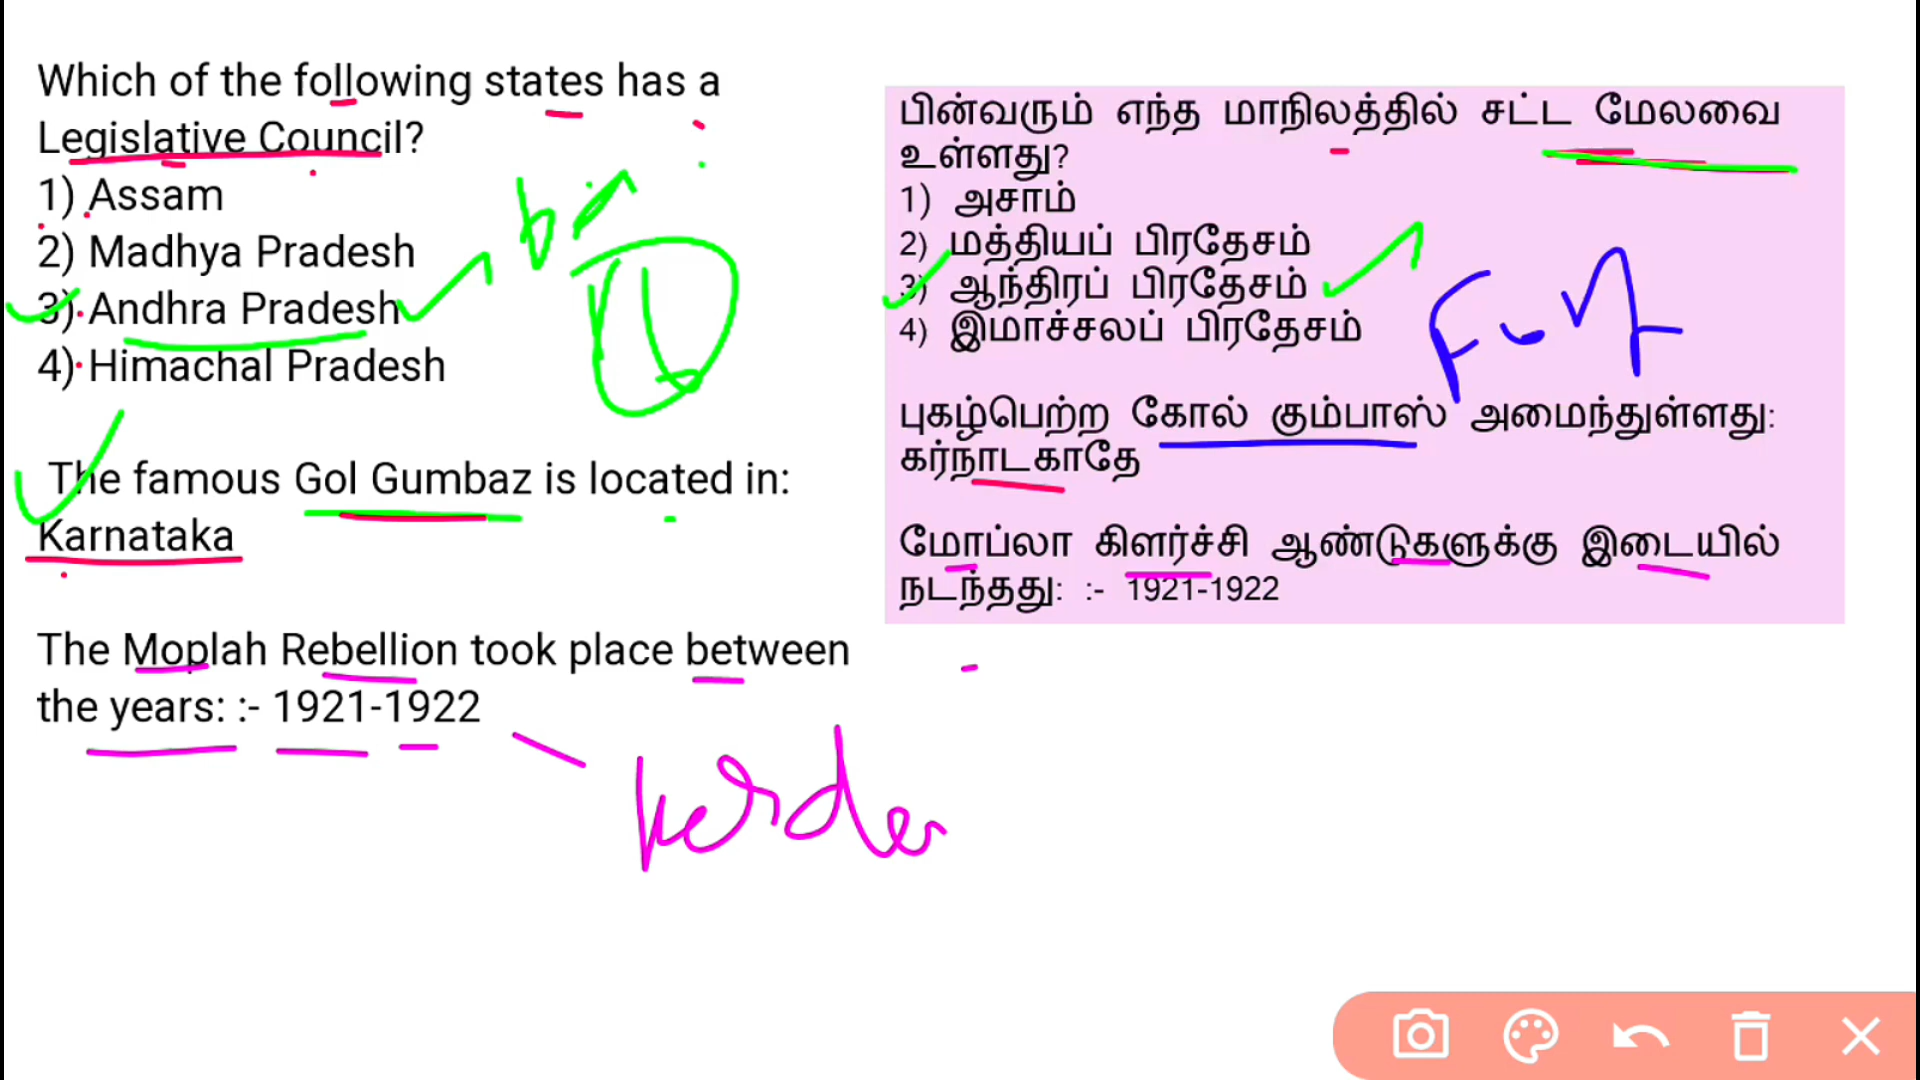 Which of the following states has a
Legislative Council?
1) Assam
2) Madhya Pradesh
3) Andhra Pradesh
4) Himachal Pradesh
The famous Gol Gumbaz is located in:
Karnataka
The Moplah Rebellion took place between
the years: :- 1921-1922
பின்வரும் எந்த மாநிலத்தில் சட்ட மேலவை
உள்ளது?
1) அசாம்
2) மத்தியப் பிரதேசம்
3) ஆந்திரப் பிரதேசம்
4) இமாச்சலப் பிரதேசம்
புகழ்பெற்ற கோல் கும்பாஸ் அமைந்துள்ளது:
கர்நாடகாதே
மோப்லா கிளர்ச்சி ஆண்டுகளுக்கு இடையில்
நடந்தது: :- 1921-1922